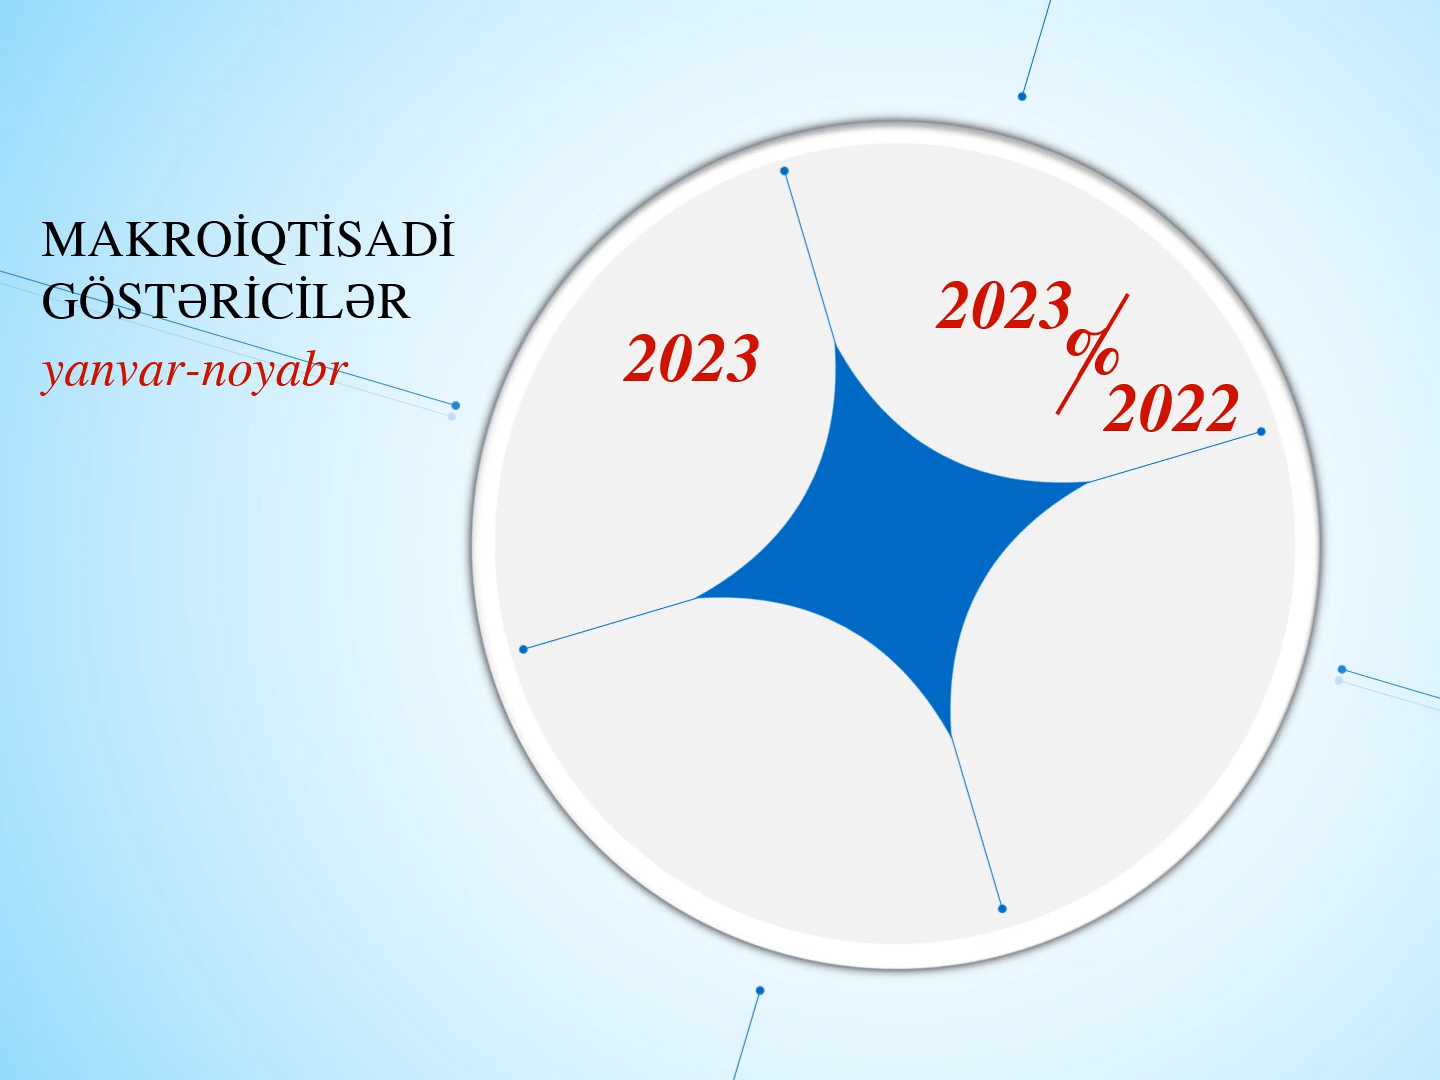 MAKROİQTİSADİ
GÖSTƏRİCİLƏR
yanvar-noyabr
2023
2023
%
2022